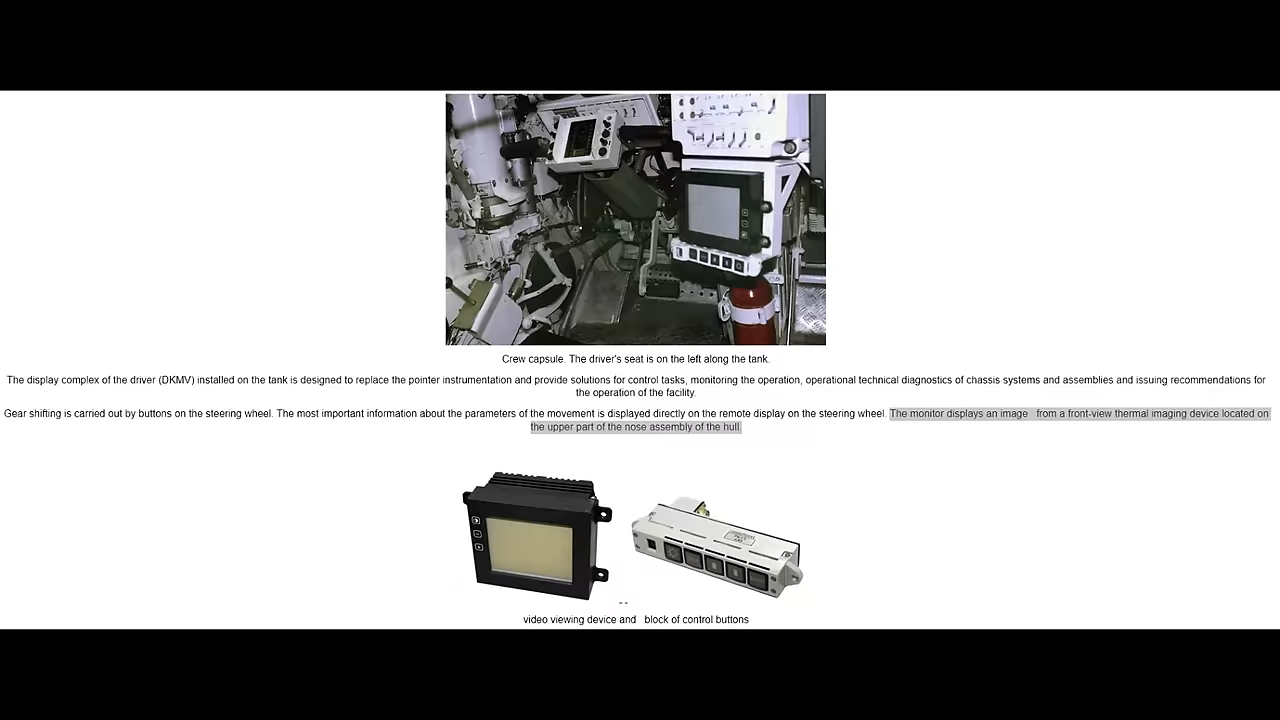 Crew capsule. The driver's seat is on the left along the tank.
The display complex of the driver (DKMV) installed on the tank is designed to replace the pointer instrumentation and provide solutions for control tasks, monitoring the operation, operational technical diagnostics of chassis systems and assemblies and issuing recommendations for
the operation of the facility.
Gear shifting is carried out by buttons on the steering wheel. The most important information about the parameters of the movement is displayed directly on the remote display on the steering wheel. The monitor displays an image from a front-view thermal imaging device located on
the upper part of the nose assembly of the hull.
video viewing device and block of control buttons